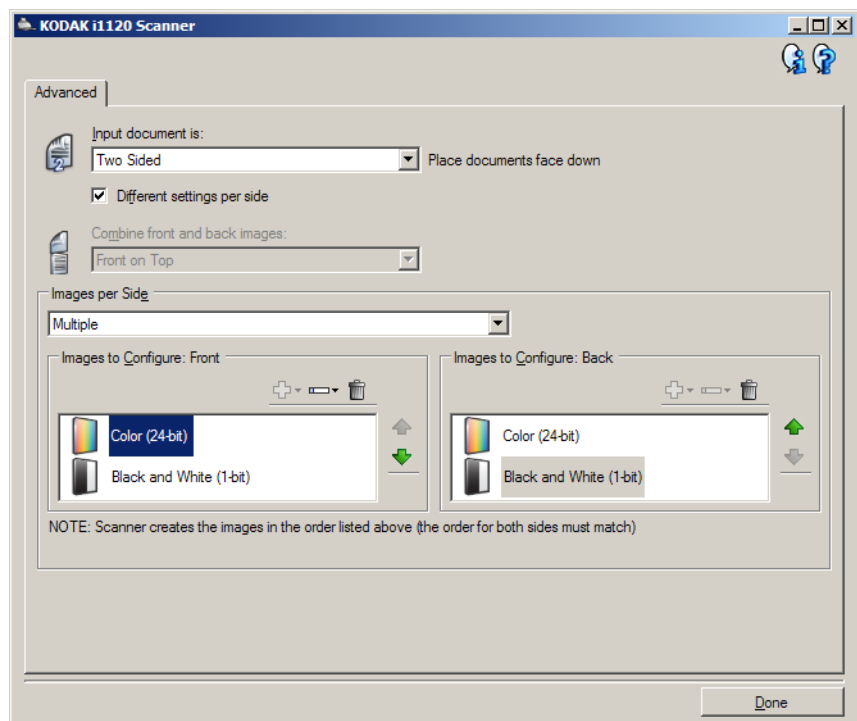 KODAK i1120 Scanner
Advanced
Input document is:
Two Sided
Place documents face down
Different settings per side
Combine front and back images:
Front on Top
Images per Side
Multiple
Images to Configure: Front
Images to Configure: Back
Color (24-bit)
Black and White (1-bit)
Color (24-bit)
Black and White (1-bit)
NOTE: Scanner creates the images in the order listed above (the order for both sides must match)
Done